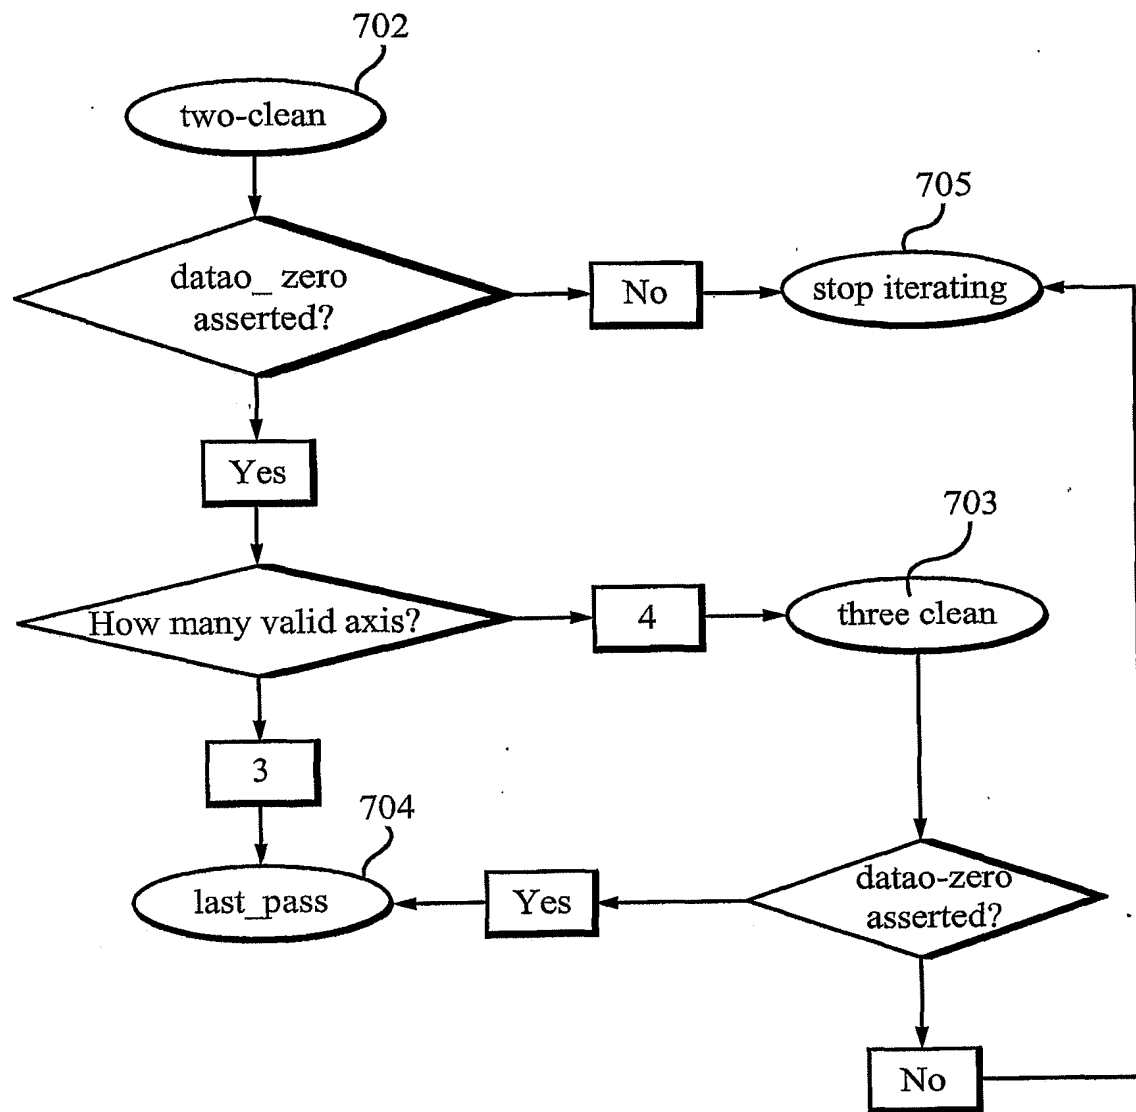 702
two-clean
705
datao_ zero
asserted?
No
stop iterating
Yes
703
How many valid axis?
4
three clean
3
704
last_pass
Yes
datao-zero
asserted?
No